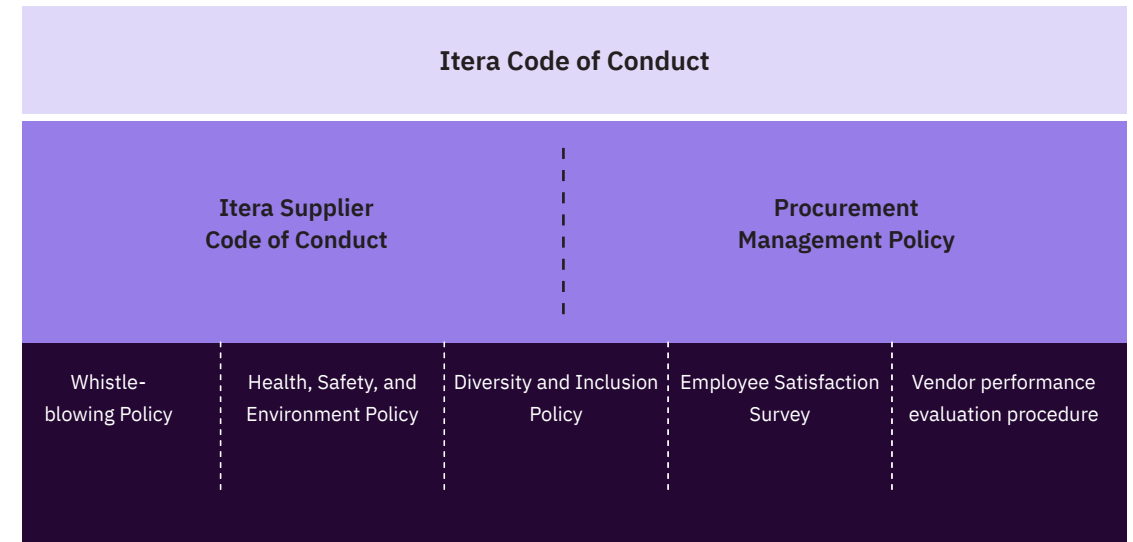 Itera Code of Conduct
Itera Supplier
Code of Conduct
Procurement
Management Policy
Whistle-
blowing Policy
Health, Safety, and
Environment Policy
Diversity and Inclusion
Policy
Employee Satisfaction
Survey
Vendor performance
evaluation procedure